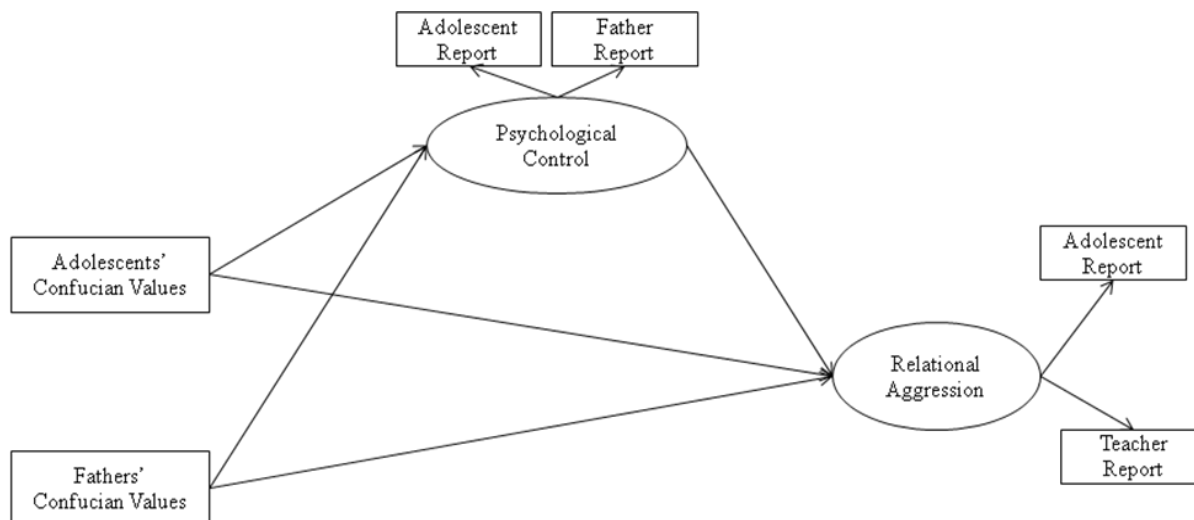 Adolescent
Report
Father
Report
Psychological
Control
Adolescents’
Confucian Values
Adolescent
Report
Relational
Aggression
Teacher
Report
Fathers’
Confucian Values